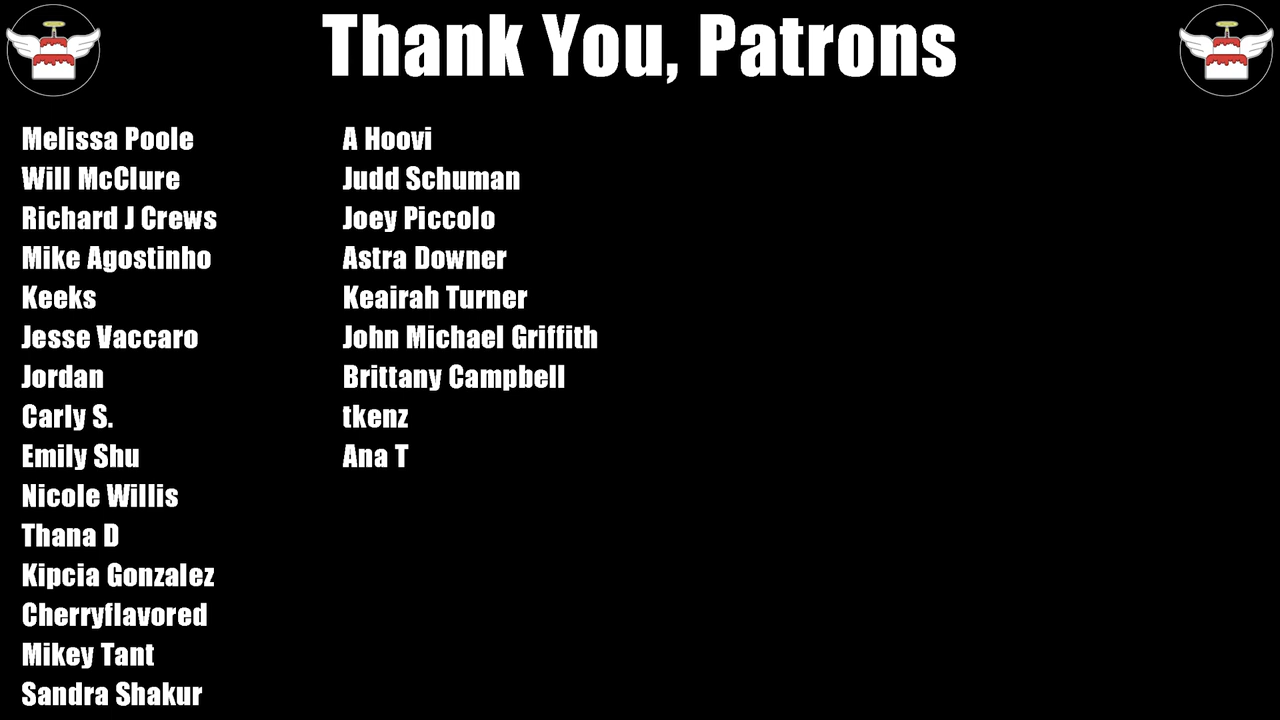 Thank You, Patrons
Melissa Poole
Will McClure
Richard J Crews
Mike Agostinho
Keeks
Jesse Vaccaro
Jordan
Carly S.
Emily Shu
Nicole Willis
Thana D
Kipcia Gonzalez
Cherryflavored
Mikey Tant
Sandra Shakur
A Hoovi
Judd Schuman
Joey Piccolo
Astra Downer
Keairah Turner
John Michael Griffith
Brittany Campbell
tkenz
Ana T